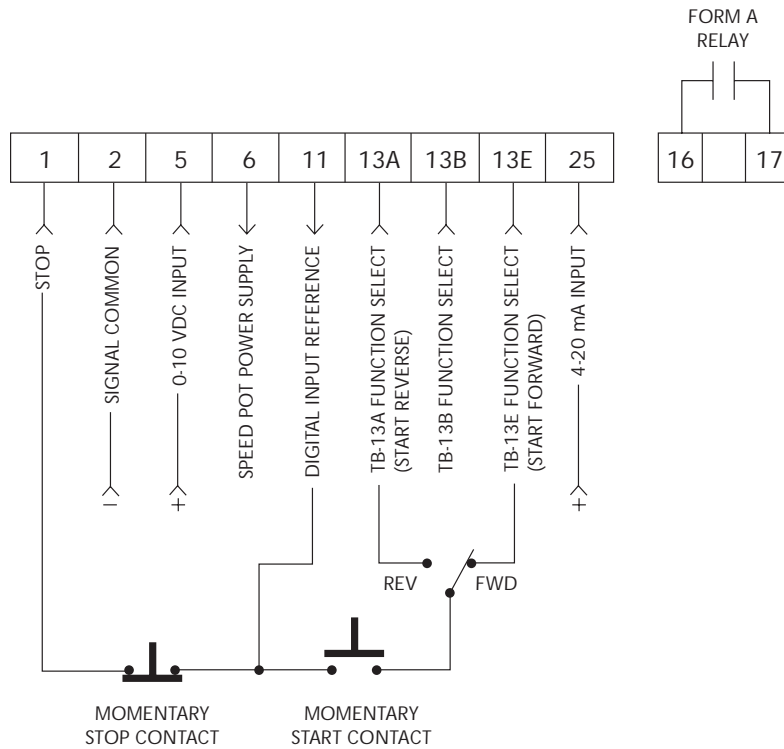 FORM A
RELAY
1 2 5 6 11 13A 13B 13E 25 16 17
STOP
SIGNAL COMMON
0-10 VDC INPUT
SPEED POT POWER SUPPLY
DIGITAL INPUT REFERENCE
TB-13A FUNCTION SELECT
(START REVERSE)
TB-13B FUNCTION SELECT
TB-13E FUNCTION SELECT
(START FORWARD)
4-20 mA INPUT
- + +
REV FWD
MOMENTARY
STOP CONTACT
MOMENTARY
START CONTACT